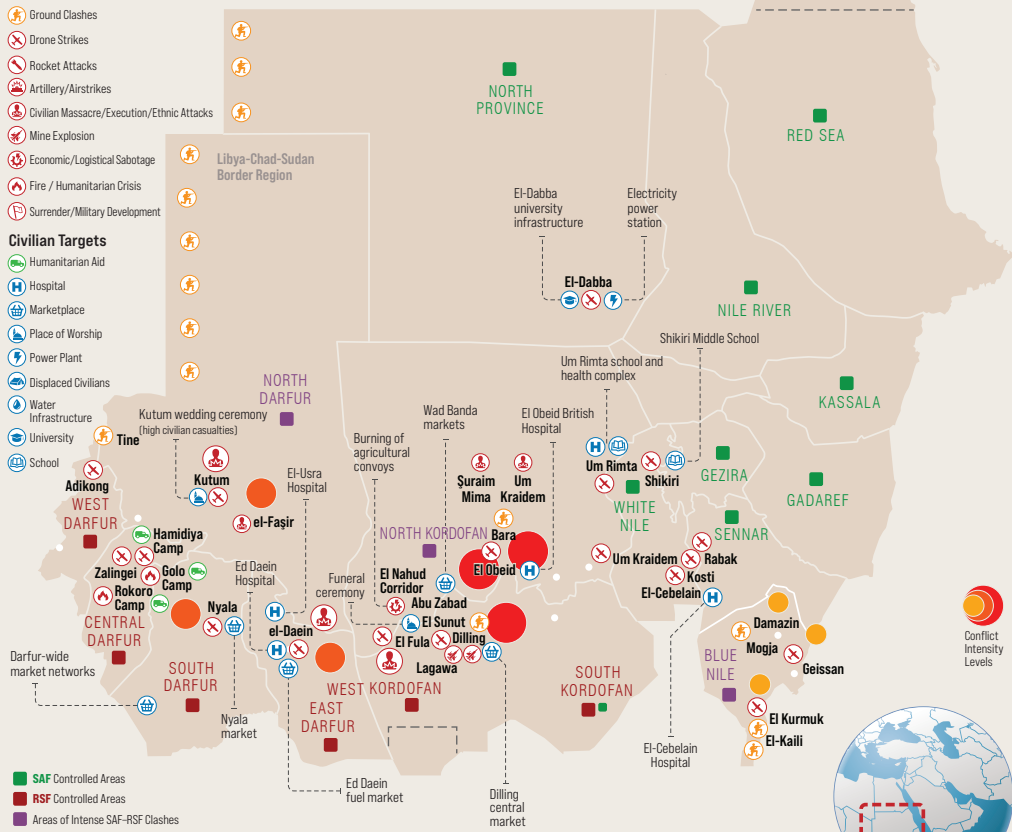 Ground Clashes
Drone Strikes
Rocket Attacks
Artillery/Airstrikes
Civilian Massacre/Execution/Ethnic Attacks
Mine Explosion
Economic/Logistical Sabotage
Fire / Humanitarian Crisis
Surrender/Military Development
Civilian Targets
Humanitarian Aid
Hospital
Marketplace
Place of Worship
Power Plant
Displaced Civilians
Water
Infrastructure
University
School
Libya-Chad-Sudan
Border Region
NORTH
PROVINCE
RED SEA
El-Dabba
university
infrastructure
Electricity
power
station
El-Dabba
NILE RIVER
Shikiri Middle School
Um Rimta school and
health complex
KASSALA
NORTH
DARFUR
Kutum wedding ceremony
(high civilian casualties)
Wad Banda
markets
El Obeid British
Hospital
Tine
Burning of
agricultural
convoys
Adikong
Kutum
El-Usra
Hospital
Şuraim
Mima
Um
Kraidem
Um Rimta
Shikiri
GEZIRA
GADAREF
WEST
DARFUR
el-Faşir
WHITE
NILE
SENNAR
Hamidiya
Camp
NORTH KORDOFAN
Bara
Zalingei
Golo
Camp
Ed Daein
Hospital
Funeral
ceremony
El Nahud
Corridor
El Obeid
Um Kraidem
Rabak
Kosti
El-Cebelain
Rokoro
Camp
Nyala
Abu Zabad
El Sunut
CENTRAL
DARFUR
el-Daein
El Fula
Dilling
Lagawa
Damazin
Mogja
Geissan
Conflict
Intensity
Levels
Darfur-wide
market networks
SOUTH
DARFUR
WEST KORDOFAN
SOUTH
KORDOFAN
BLUE
NILE
EAST
DARFUR
Nyala
market
El Kurmuk
El-Kaili
El-Cebelain
Hospital
Ed Daein
fuel market
Dilling
central
market
SAF Controlled Areas
RSF Controlled Areas
Areas of Intense SAF-RSF Clashes
H
H
H
H
H
H